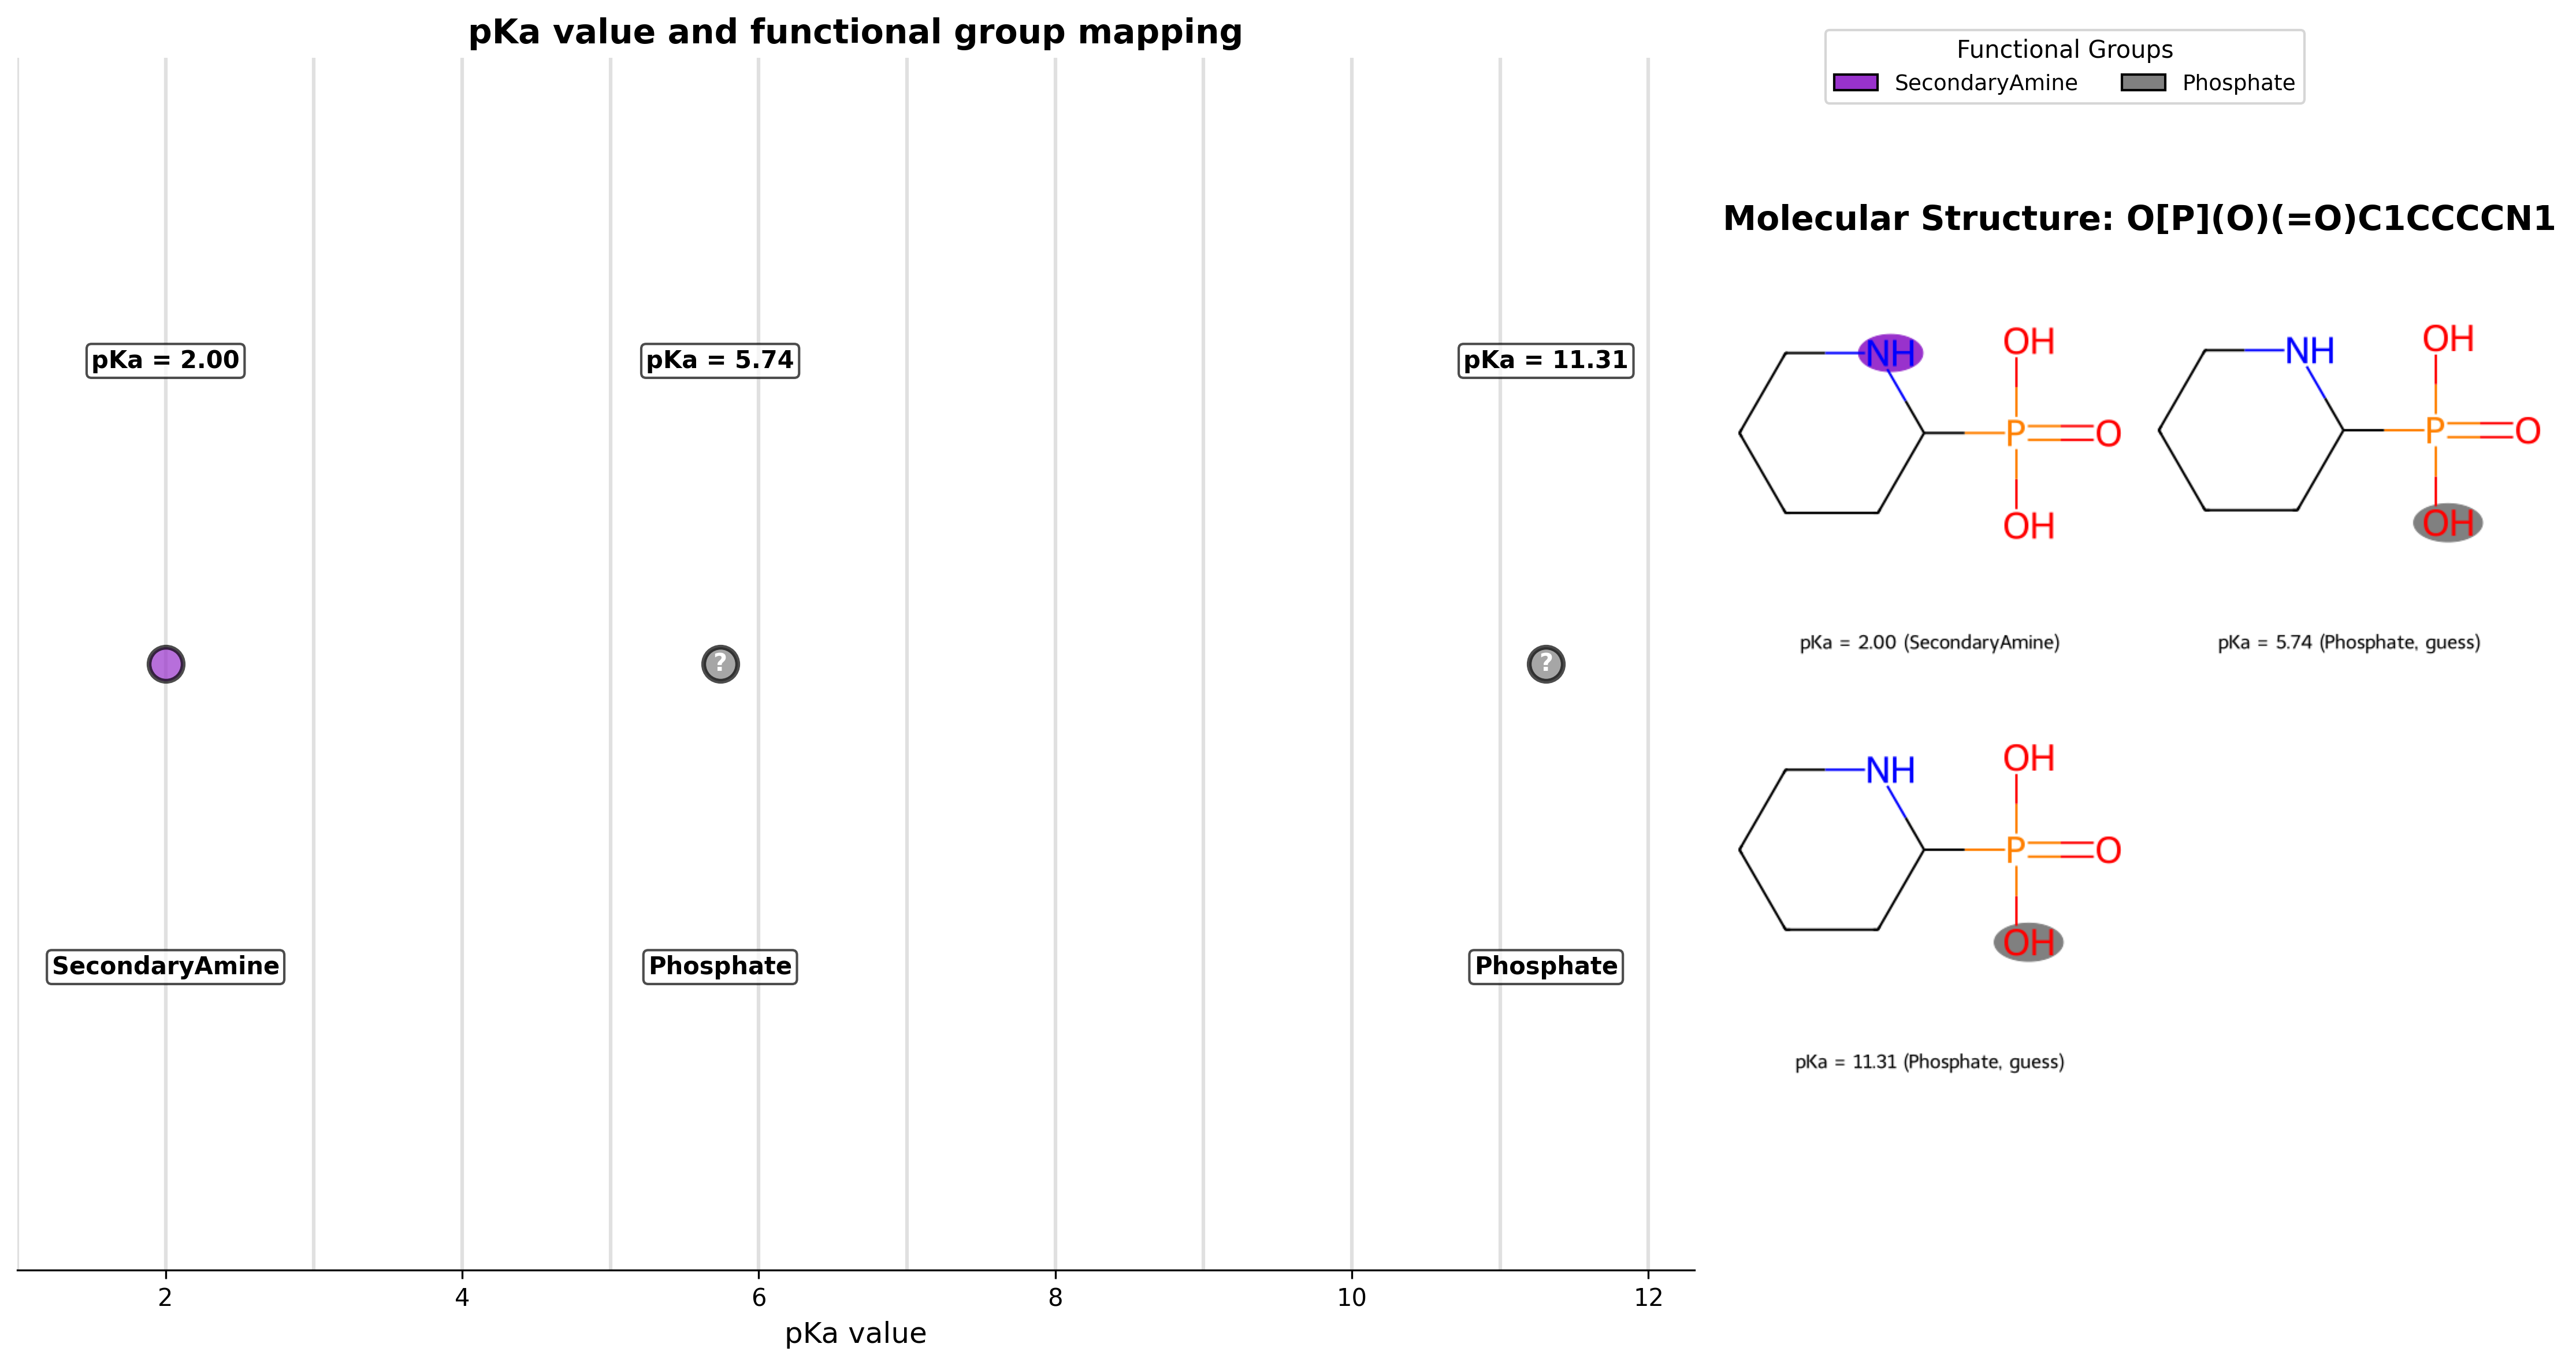 pKa value and functional group mapping
pKa = 2.00
pKa = 5.74
pKa = 11.31
?
?
SecondaryAmine
Phosphate
Phosphate
2
4
6
8
10
12
pKa value
Functional Groups
SecondaryAmine
Phosphate
Molecular Structure: O[P](O)(=O)C1CCCCN1
NH
OH
P
O
OH
pKa = 2.00 (SecondaryAmine)
NH
OH
P
O
OH
pKa = 5.74 (Phosphate, guess)
NH
OH
P
O
OH
pKa = 11.31 (Phosphate, guess)